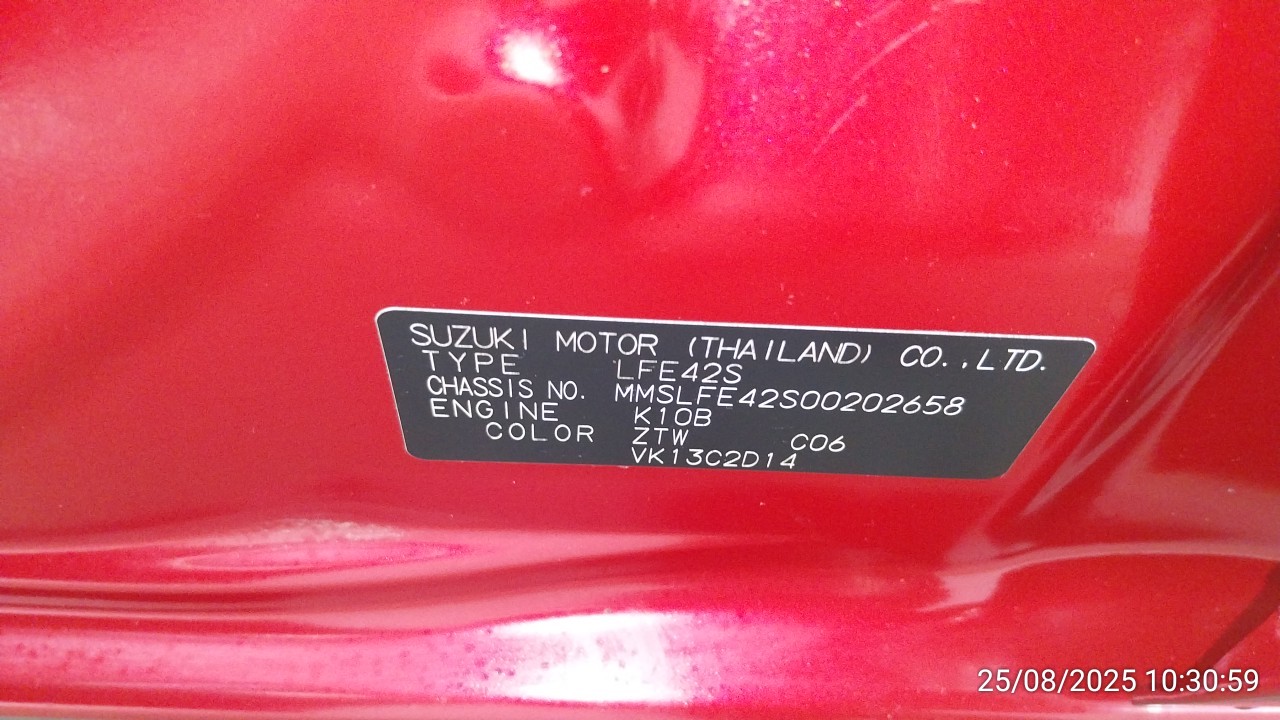 SUZUKI MOTOR (THAILAND) CO.,LTD.
TYPE LFE42S
CHASSIS NO. MMSLFE42S00202658
ENGINE K10B
COLOR ZTW C06
VK13C2D14
25/08/2025 10:30:59